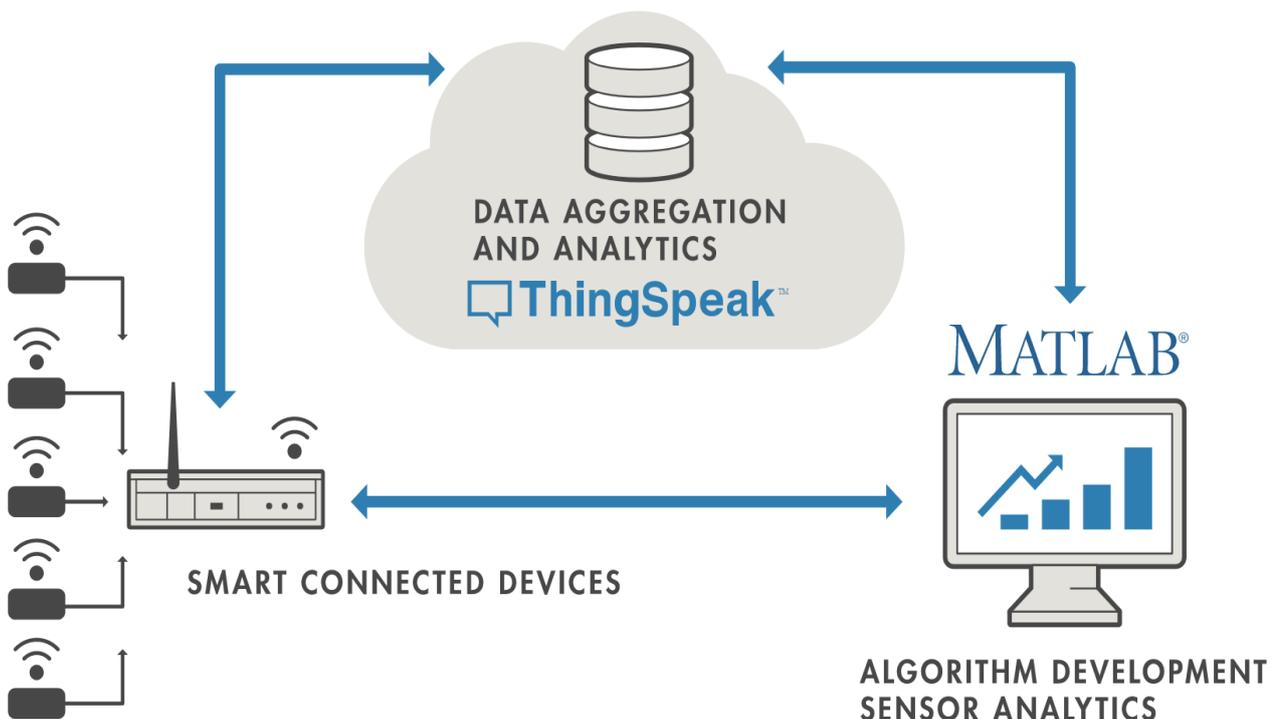 DATA AGGREGATION
AND ANALYTICS
ThingSpeak™
MATLAB®
SMART CONNECTED DEVICES
ALGORITHM DEVELOPMENT
SENSOR ANALYTICS